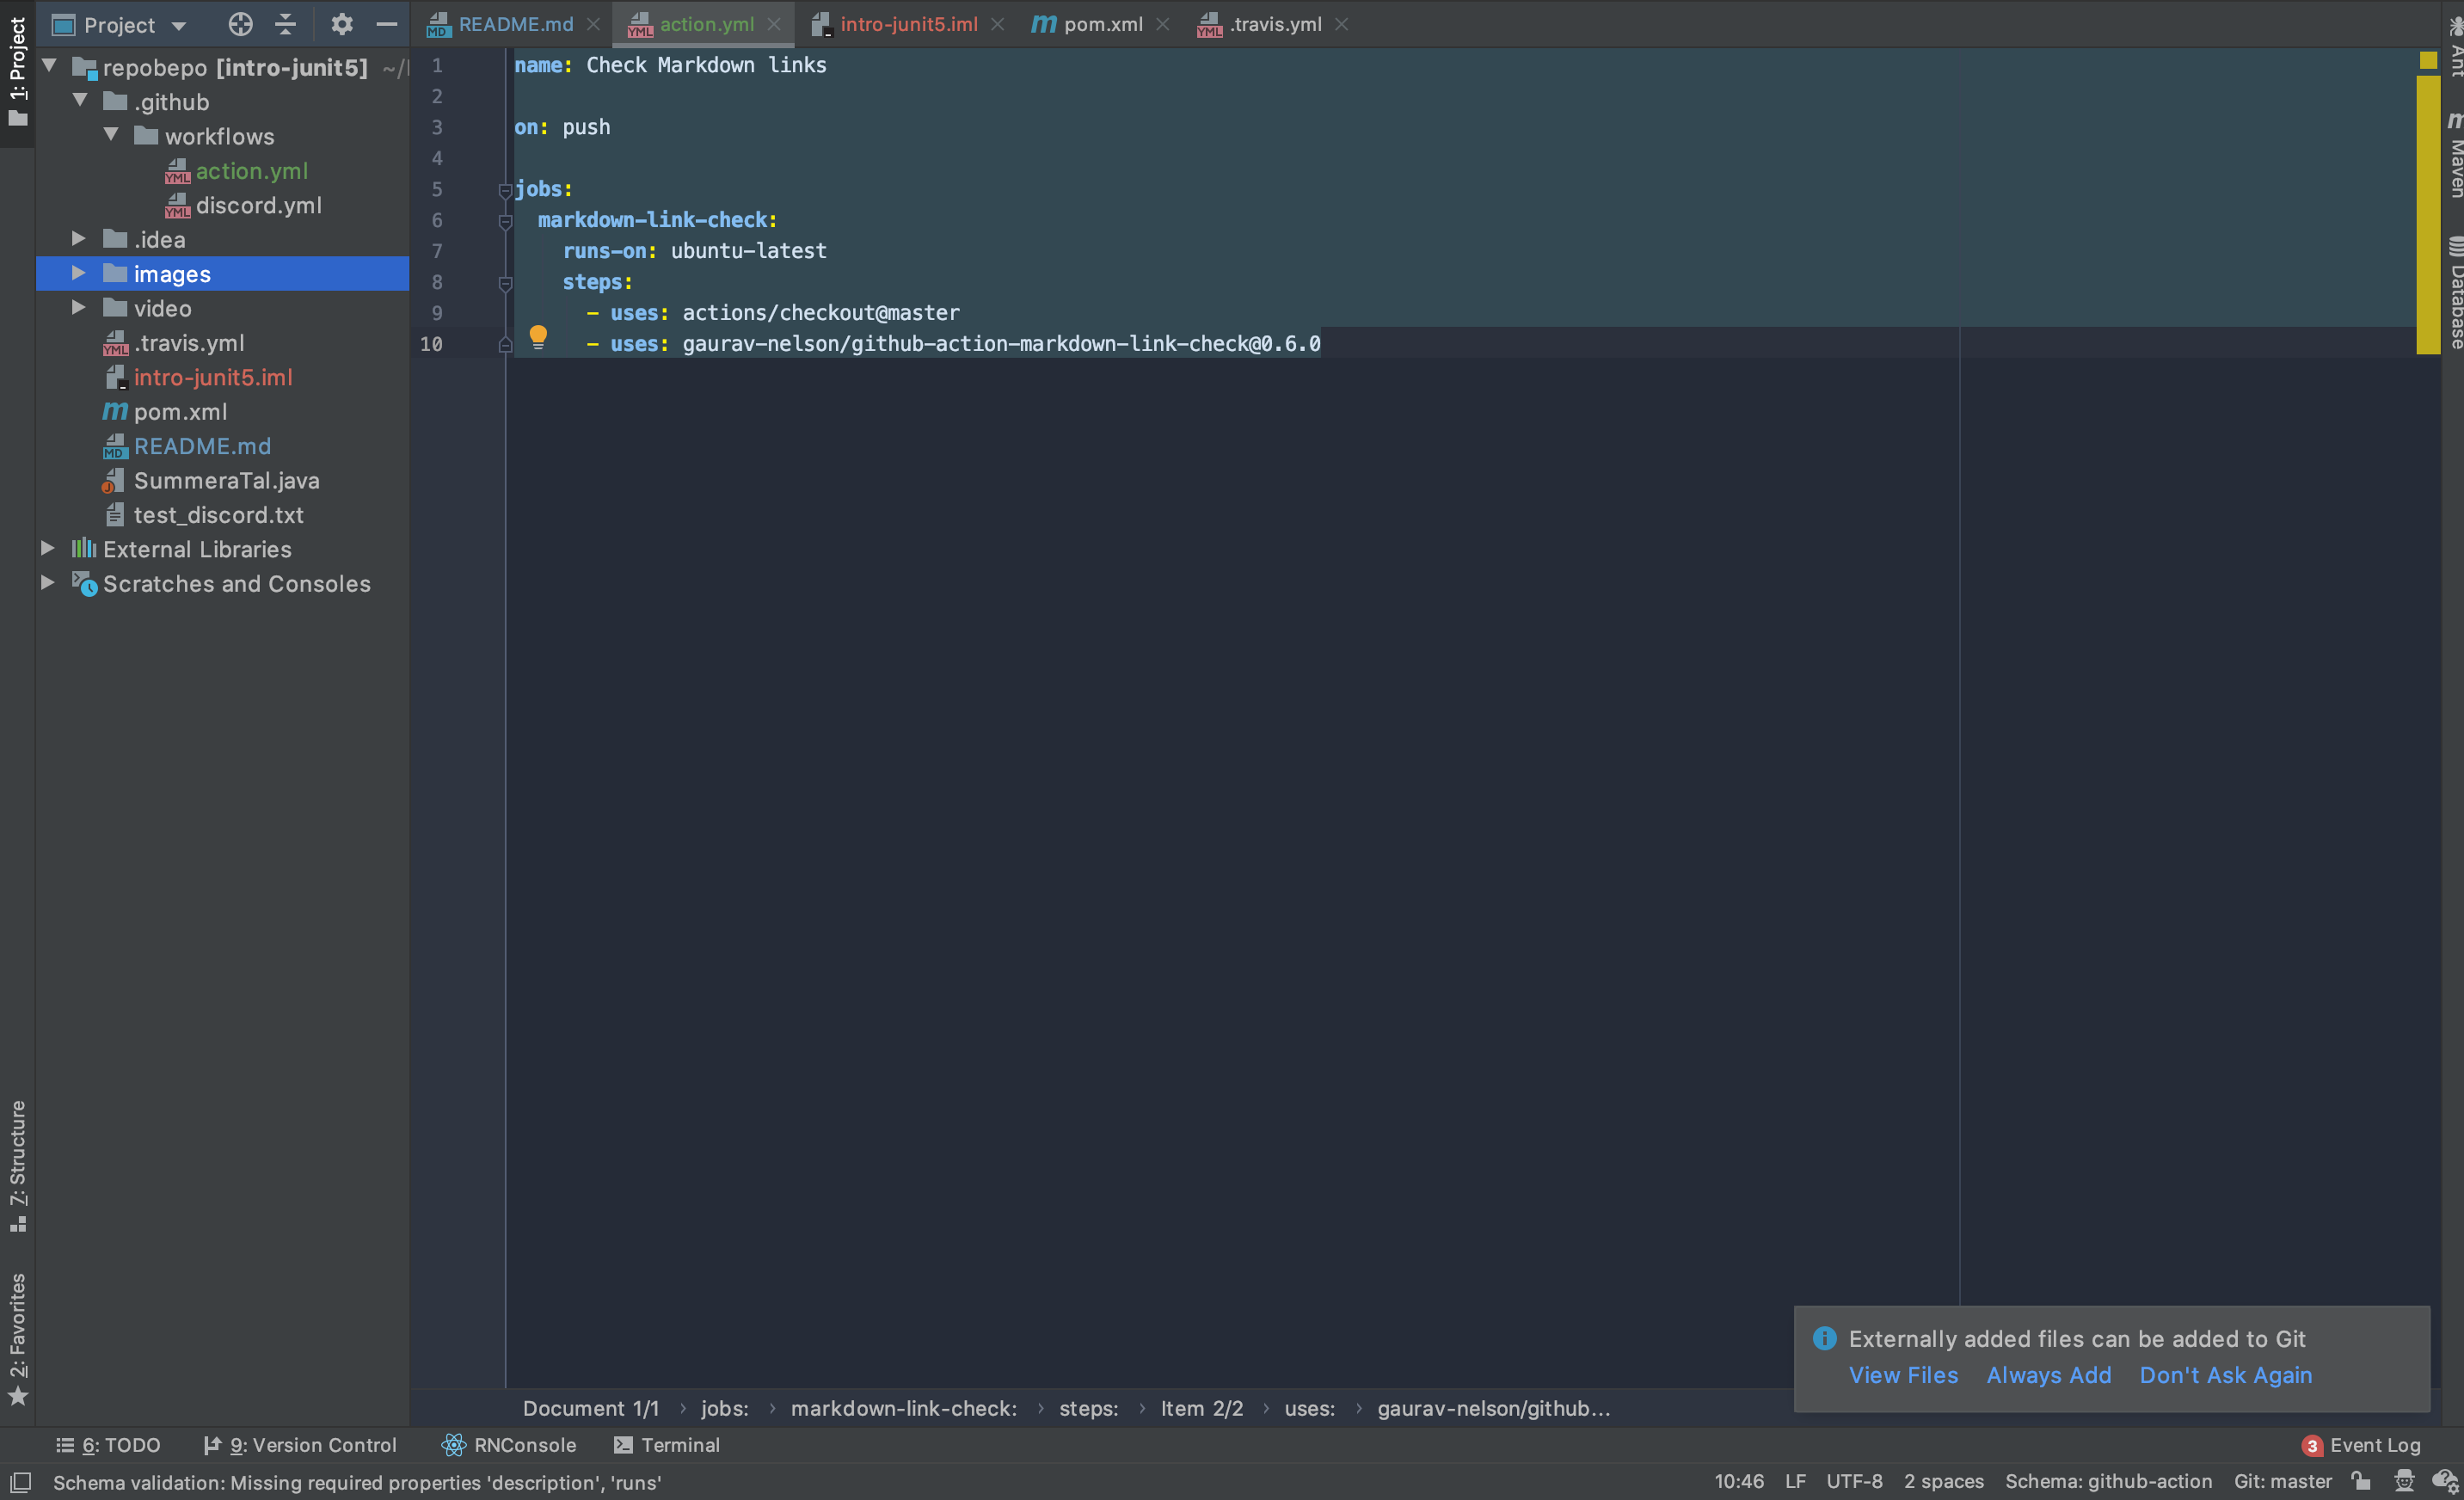 Project
README.md
action.yml
intro-junit5.iml
pom.xml
.travis.yml
1: Project
repobepo [intro-junit5] ~/
.github
workflows
action.yml
discord.yml
.idea
images
video
.travis.yml
intro-junit5.iml
pom.xml
README.md
SummeraTal.java
test_discord.txt
External Libraries
Scratches and Consoles
7: Structure
2: Favorites
1 name: Check Markdown links
2
3 on: push
4
5 jobs:
6 markdown-link-check:
7 runs-on: ubuntu-latest
8 steps:
9 - uses: actions/checkout@master
10 - uses: gaurav-nelson/github-action-markdown-link-check@0.6.0
Ant
Maven
Database
Externally added files can be added to Git
View Files Always Add Don't Ask Again
Document 1/1 › jobs: › markdown-link-check: › steps: › Item 2/2 › uses: › gaurav-nelson/github...
6: TODO 9: Version Control RNConsole Terminal 3 Event Log
Schema validation: Missing required properties 'description', 'runs' 10:46 LF UTF-8 2 spaces Schema: github-action Git: master